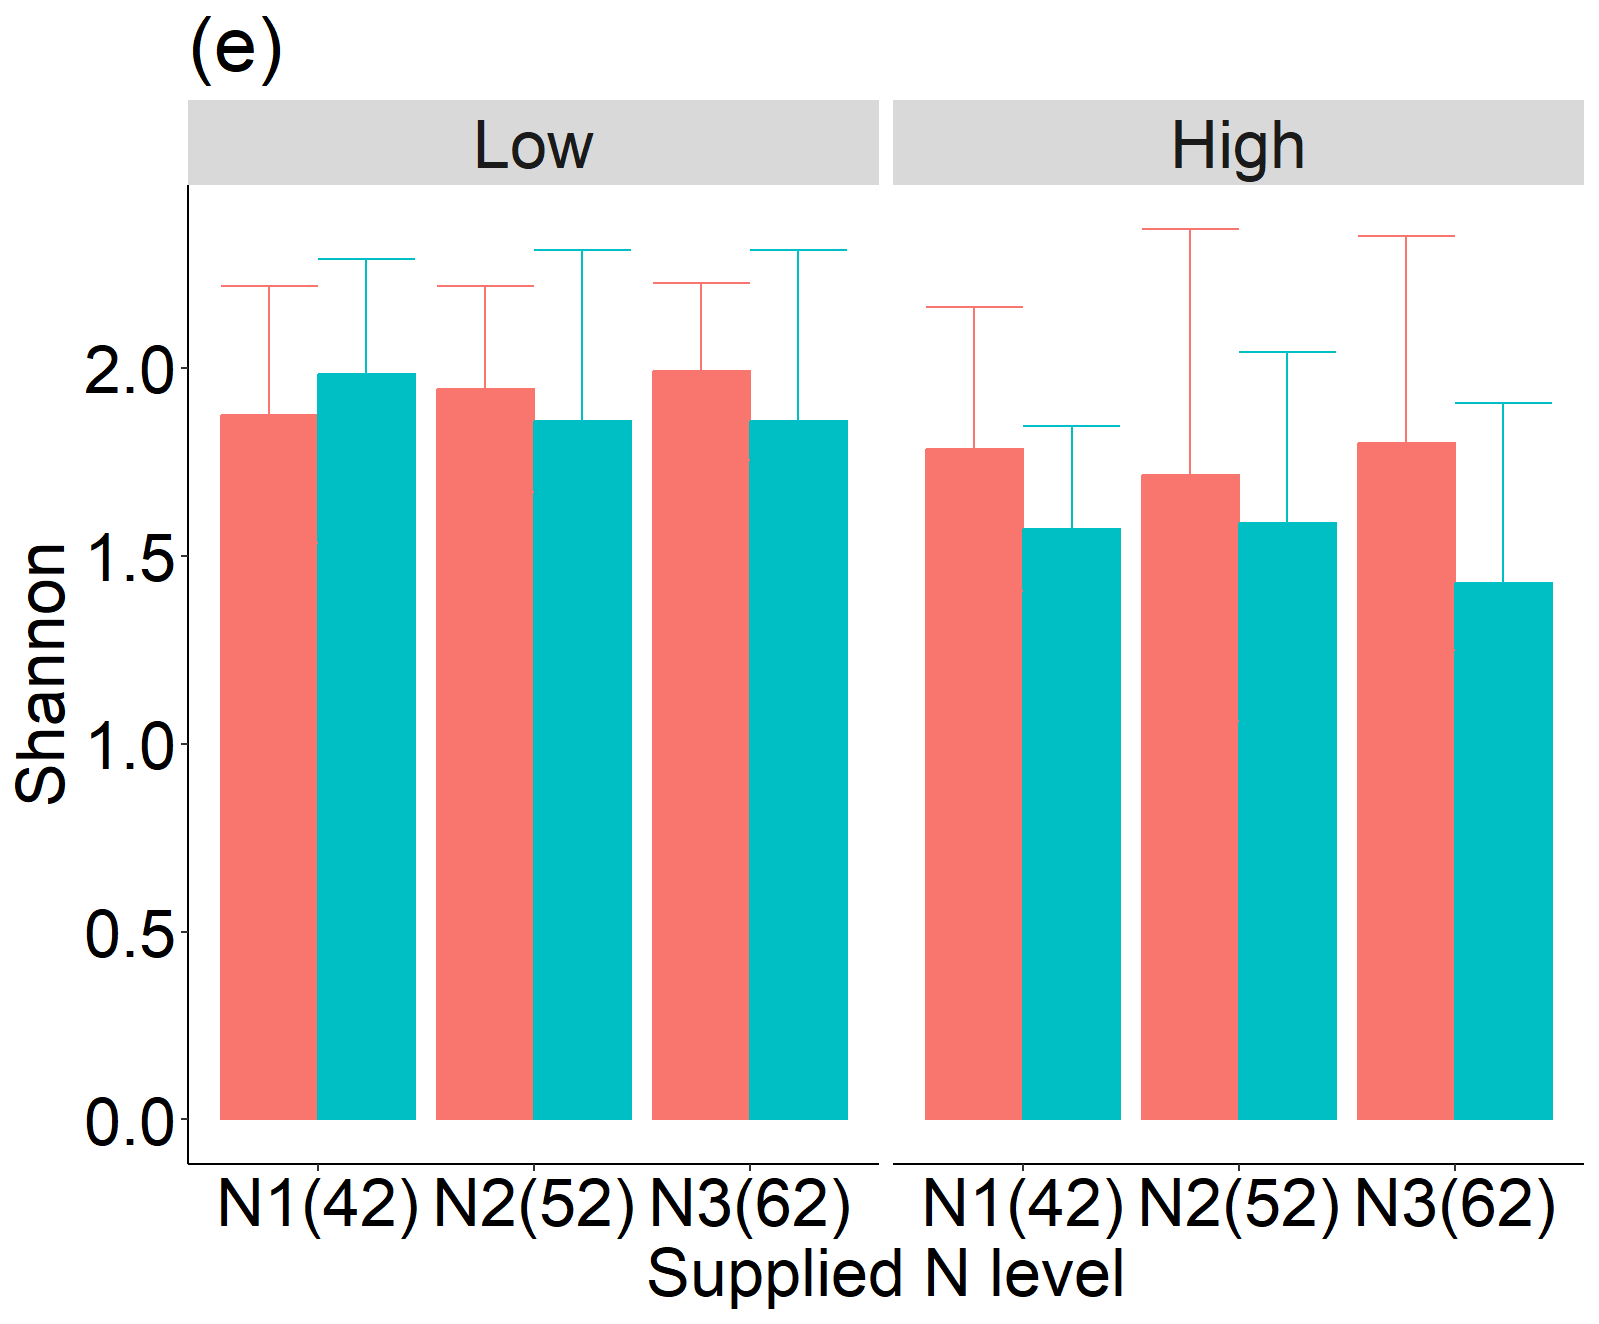 (e)
Low
High
Shannon
2.0
1.5
1.0
0.5
0.0
N1(42) N2(52) N3(62)
N1(42) N2(52) N3(62)
Supplied N level